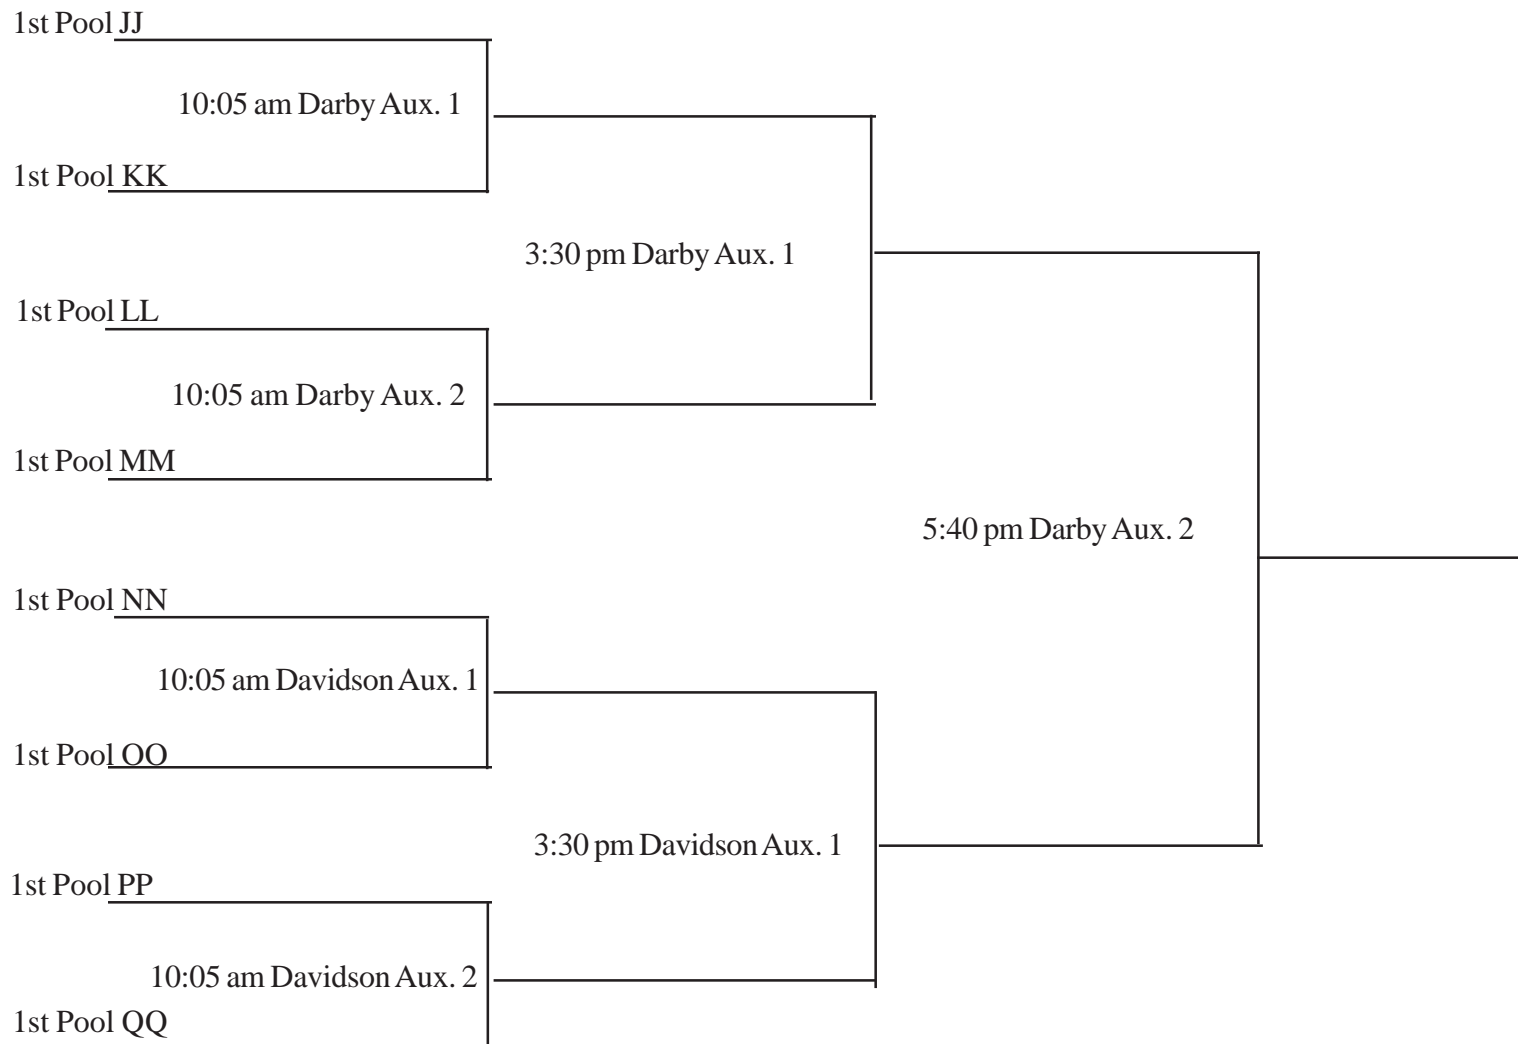 1st Pool JJ
10:05 am Darby Aux. 1
1st Pool KK
3:30 pm Darby Aux. 1
1st Pool LL
10:05 am Darby Aux. 2
1st Pool MM
5:40 pm Darby Aux. 2
1st Pool NN
10:05 am Davidson Aux. 1
1st Pool OO
3:30 pm Davidson Aux. 1
1st Pool PP
10:05 am Davidson Aux. 2
1st Pool QQ